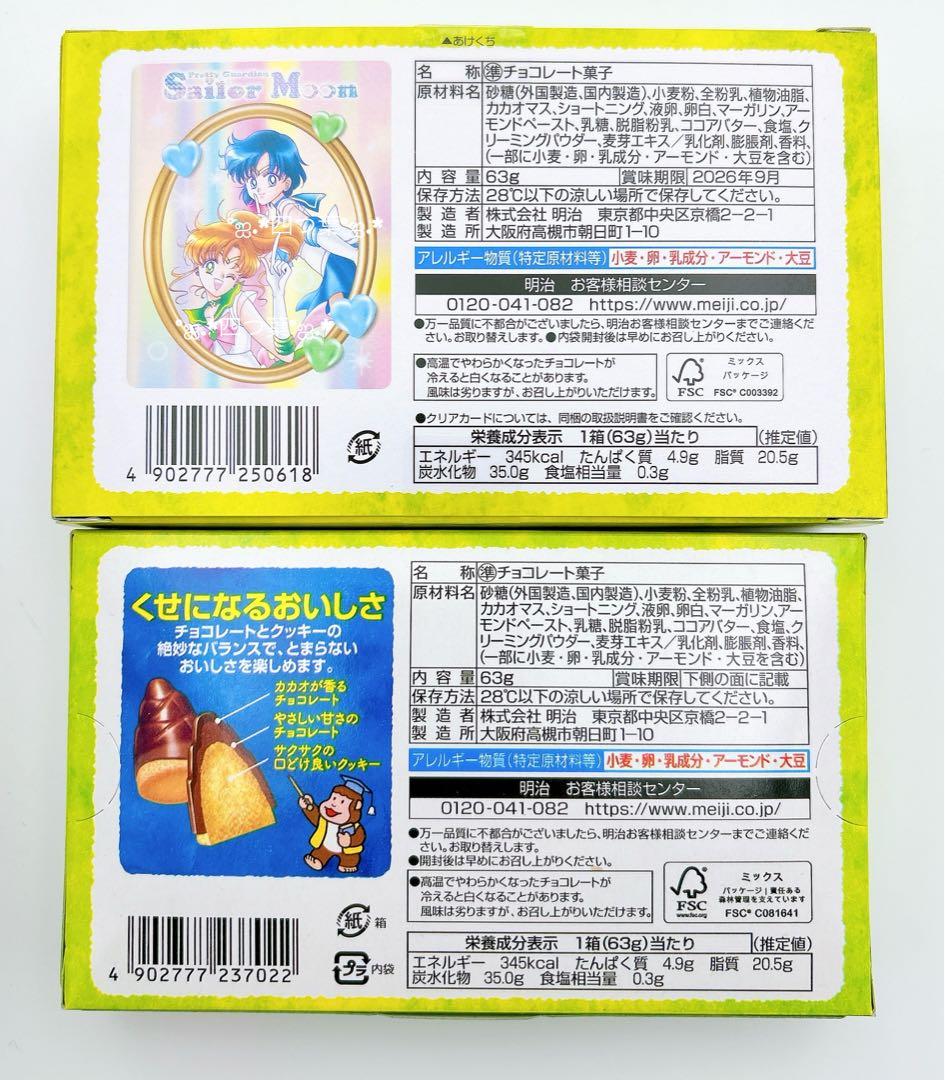 ▲あけくち
Pretty Guardian
Sailor Moon
四つ葉
四つ葉
4 902777 250618
紙
名 称 準チョコレート菓子
原材料名 砂糖(外国製造、国内製造)、小麦粉、全粉乳、植物油脂、
カカオマス、ショートニング、液卵、卵白、マーガリン、アー
モンドペースト、乳糖、脱脂粉乳、ココアバター、食塩、ク
リーミングパウダー、麦芽エキス／乳化剤、膨脹剤、香料、
(一部に小麦・卵・乳成分・アーモンド・大豆を含む)
内 容 量 63g 賞味期限 2026年9月
保存方法 28℃以下の涼しい場所で保存してください。
製 造 者 株式会社 明治 東京都中央区京橋2-2-1
製 造 所 大阪府高槻市朝日町1-10
アレルギー物質(特定原材料等) 小麦・卵・乳成分・アーモンド・大豆
明治 お客様相談センター
0120-041-082 https://www.meiji.co.jp/
●万一品質に不都合がございましたら、明治お客様相談センターまでご連絡くだ
さい。お取り替えします。●内袋開封後は早めにお召し上がりください。
●高温でやわらかくなったチョコレートが
冷えると白くなることがあります。
風味は劣りますが、お召し上がりいただけます。
FSC
ミックス
パッケージ
FSC® C003392
●クリアカードについては、同梱の取扱説明書をご確認ください。
栄養成分表示 1箱(63g)当たり (推定値)
エネルギー 345kcal たんぱく質 4.9g 脂質 20.5g
炭水化物 35.0g 食塩相当量 0.3g
くせになるおいしさ
チョコレートとクッキーの
絶妙なバランスで、とまらない
おいしさを楽しめます。
カカオが香る
チョコレート
やさしい甘さの
チョコレート
サクサクの
口どけ良いクッキー
4 902777 237022
紙 箱
プラ 内袋
名 称 準チョコレート菓子
原材料名 砂糖(外国製造、国内製造)、小麦粉、全粉乳、植物油脂、
カカオマス、ショートニング、液卵、卵白、マーガリン、アー
モンドペースト、乳糖、脱脂粉乳、ココアバター、食塩、ク
リーミングパウダー、麦芽エキス／乳化剤、膨脹剤、香料、
(一部に小麦・卵・乳成分・アーモンド・大豆を含む)
内 容 量 63g 賞味期限 下側の面に記載
保存方法 28℃以下の涼しい場所で保存してください。
製 造 者 株式会社 明治 東京都中央区京橋2-2-1
製 造 所 大阪府高槻市朝日町1-10
アレルギー物質(特定原材料等) 小麦・卵・乳成分・アーモンド・大豆
明治 お客様相談センター
0120-041-082 https://www.meiji.co.jp/
●万一品質に不都合がございましたら、明治お客様相談センターまでご連絡くだ
さい。お取り替えします。
●開封後は早めにお召し上がりください。
●高温でやわらかくなったチョコレートが
冷えると白くなることがあります。
風味は劣りますが、お召し上がりいただけます。
FSC
www.fsc.org
ミックス
パッケージ|責任ある
森林管理を支えています
FSC® C081641
栄養成分表示 1箱(63g)当たり (推定値)
エネルギー 345kcal たんぱく質 4.9g 脂質 20.5g
炭水化物 35.0g 食塩相当量 0.3g